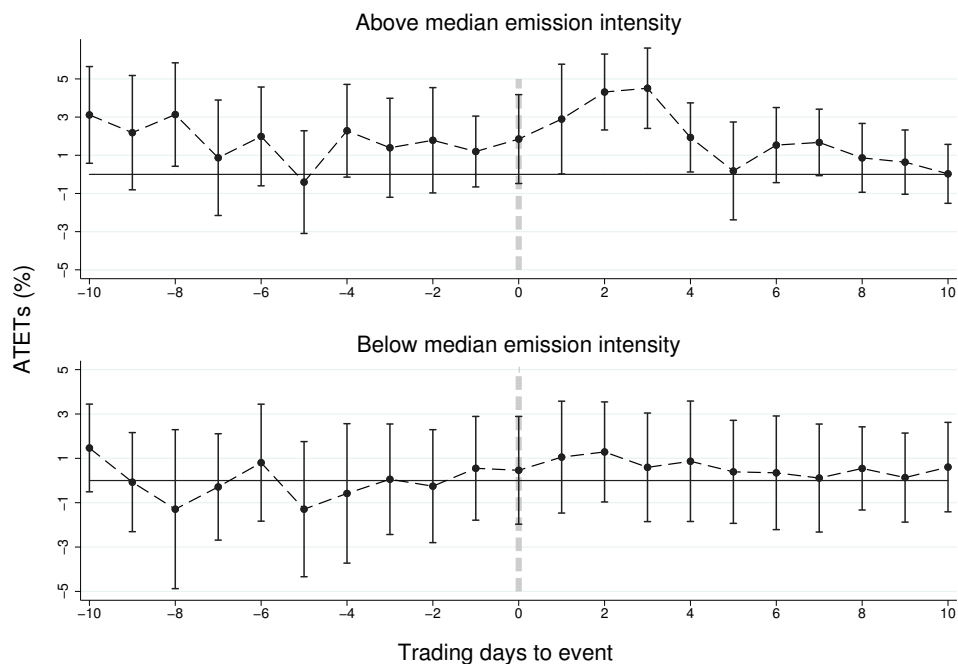 Above median emission intensity
5
3
1
−1
−3
−5
−10 −8 −6 −4 −2 0 2 4 6 8 10
ATETs (%)
Below median emission intensity
5
3
1
−1
−3
−5
−10 −8 −6 −4 −2 0 2 4 6 8 10
Trading days to event